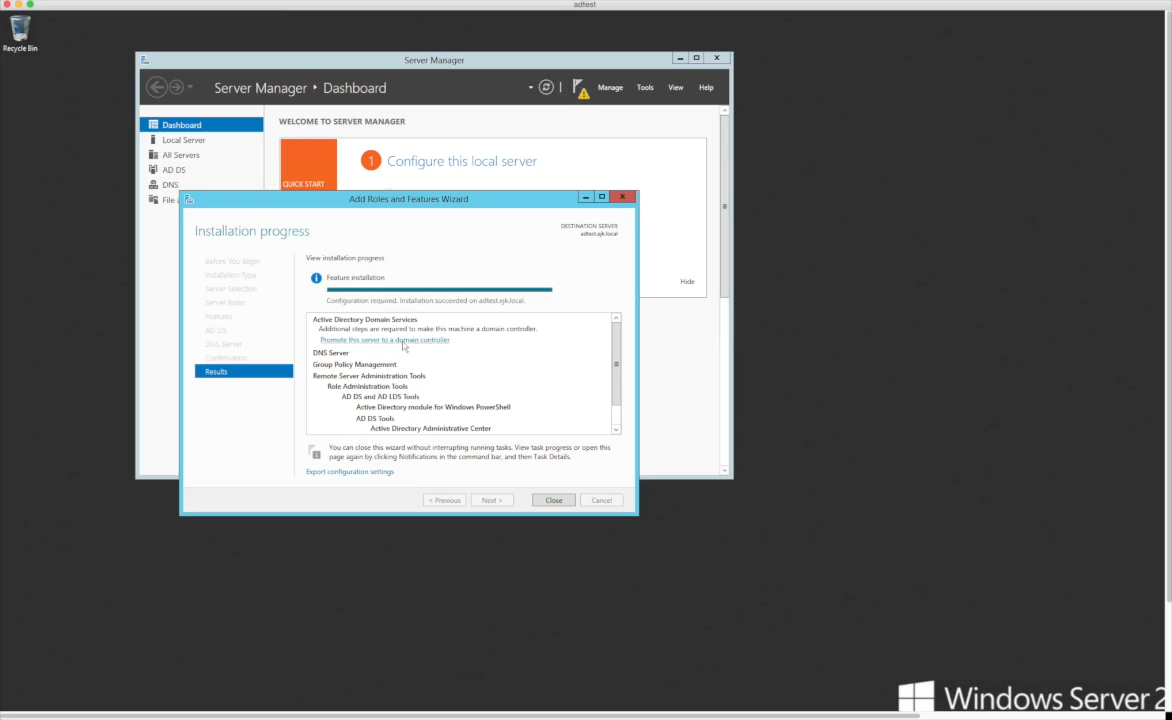 adtest
Recycle Bin
Server Manager
Server Manager ‣ Dashboard
Manage Tools View Help
Dashboard
Local Server
All Servers
AD DS
DNS
File
WELCOME TO SERVER MANAGER
QUICK START
1 Configure this local server
Hide
Add Roles and Features Wizard
Installation progress
DESTINATION SERVER
adtest.ejk.local
Before You Begin
Installation Type
Server Selection
Server Roles
Features
AD DS
DNS Server
Confirmation
Results
View installation progress
Feature installation
Configuration required. Installation succeeded on adtest.ejk.local.
Active Directory Domain Services
Additional steps are required to make this machine a domain controller.
Promote this server to a domain controller
DNS Server
Group Policy Management
Remote Server Administration Tools
Role Administration Tools
AD DS and AD LDS Tools
Active Directory module for Windows PowerShell
AD DS Tools
Active Directory Administrative Center
You can close this wizard without interrupting running tasks. View task progress or open this
page again by clicking Notifications in the command bar, and then Task Details.
Export configuration settings
< Previous Next > Close Cancel
Windows Server 2